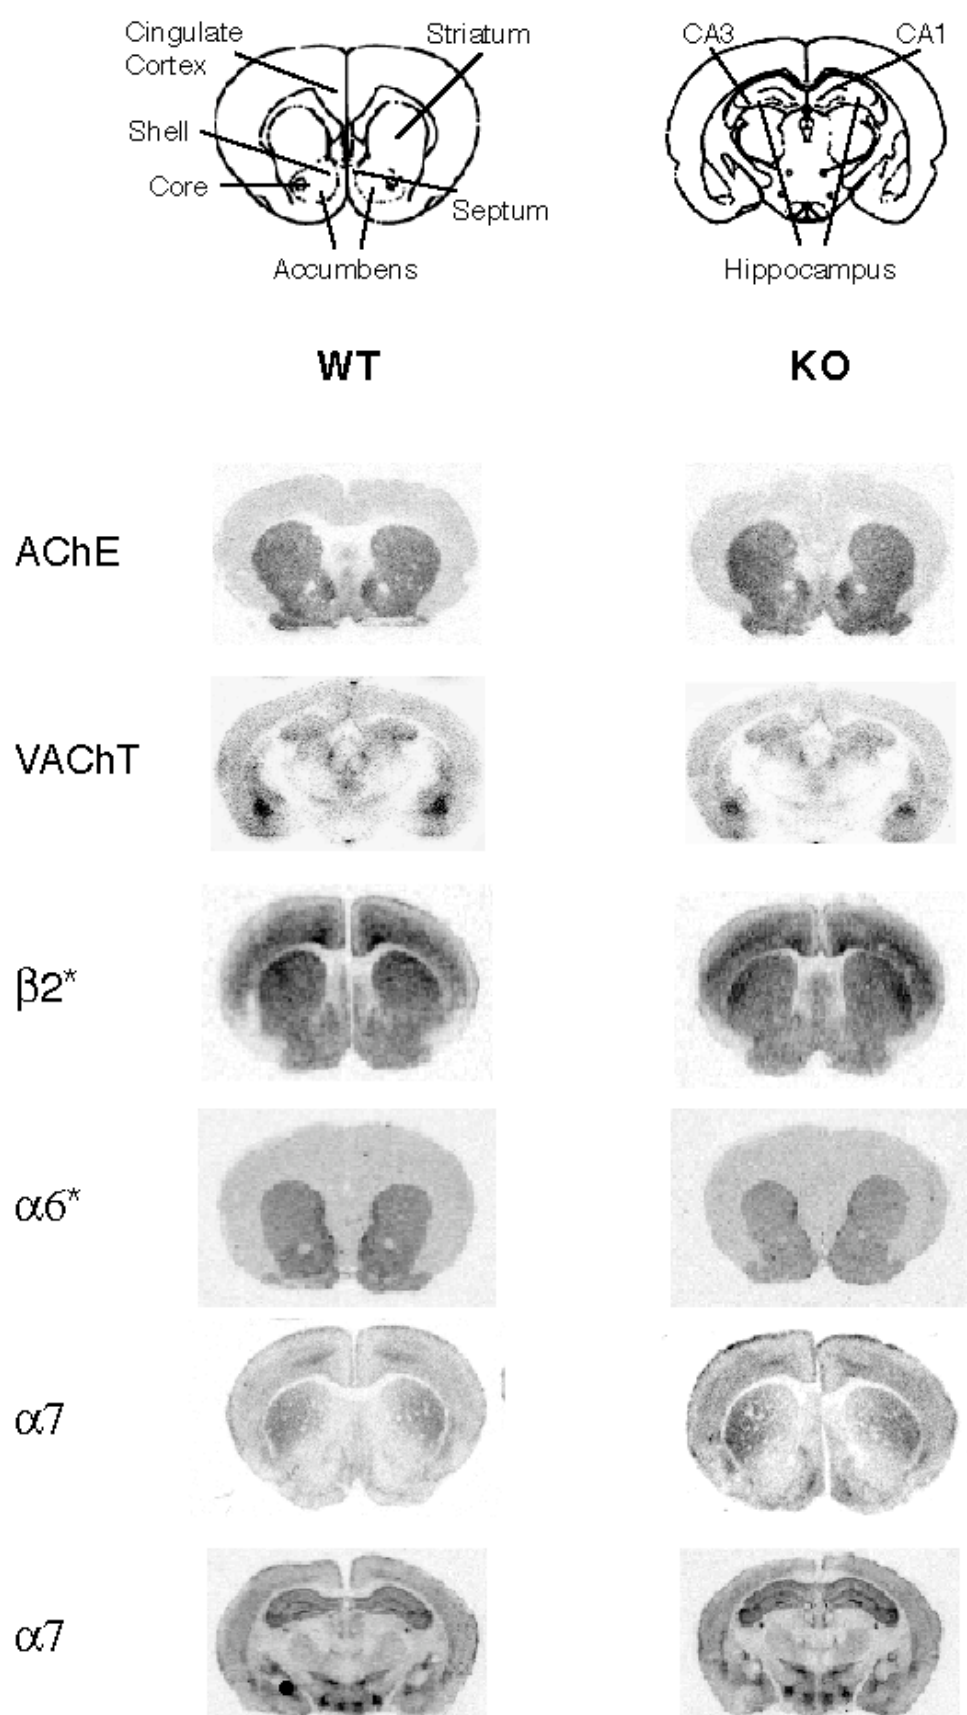 Cingulate
Cortex
Striatum
Shell
Core
Septum
Accumbens
CA3
CA1
Hippocampus
WT
KO
AChE
VAChT
β2*
α6*
α7
α7